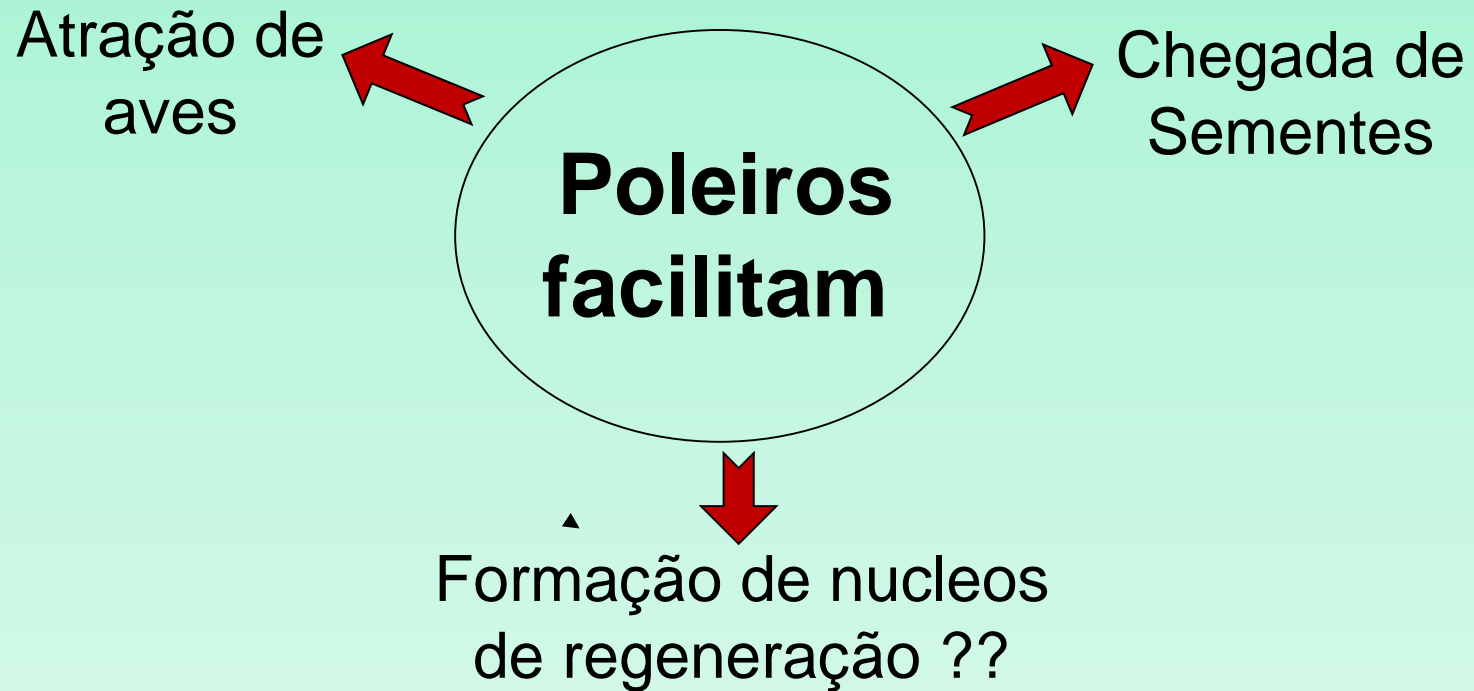 Atração de
aves
Chegada de
Sementes
Poleiros
facilitam
Formação de nucleos
de regeneração ??